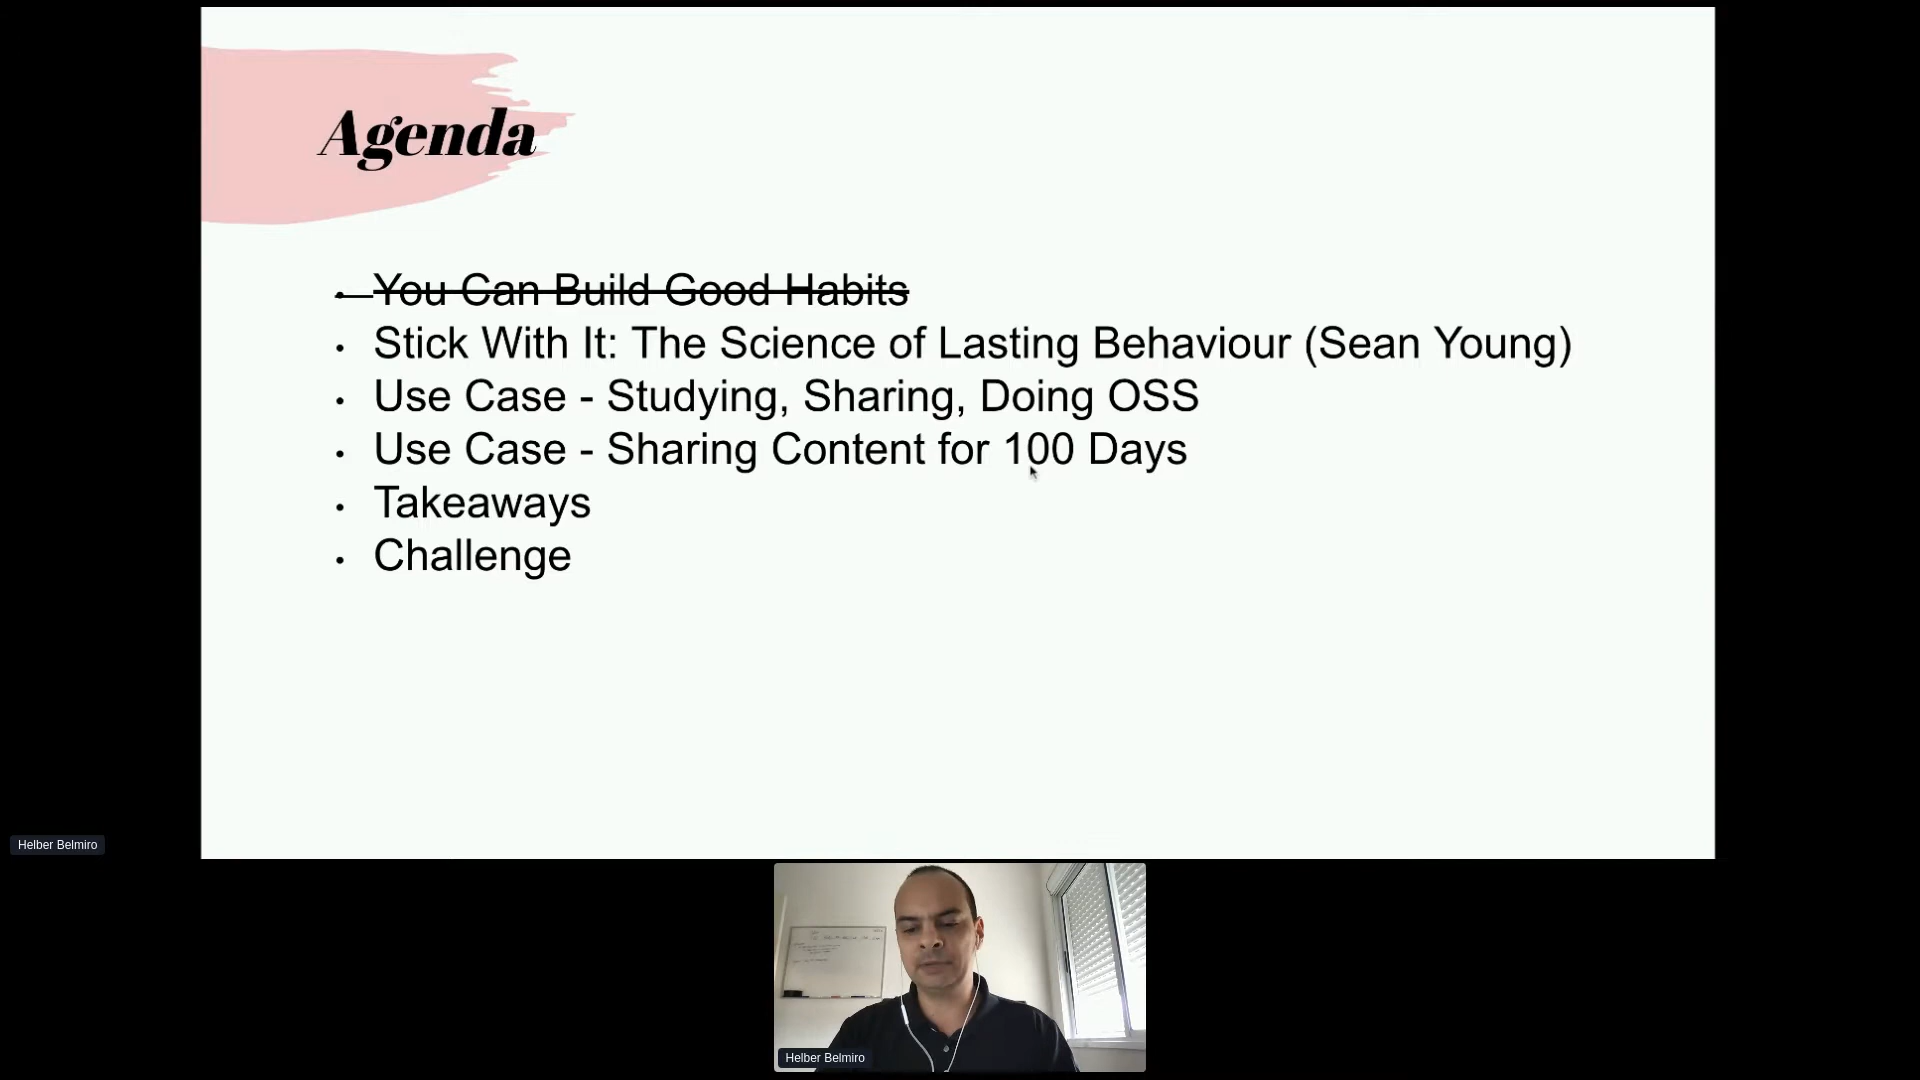 Agenda
• You Can Build Good Habits
• Stick With It: The Science of Lasting Behaviour (Sean Young)
• Use Case - Studying, Sharing, Doing OSS
• Use Case - Sharing Content for 100 Days
• Takeaways
• Challenge
Helber Belmiro
Helber Belmiro